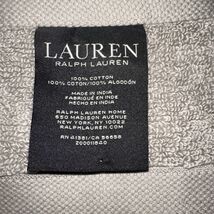 LAUREN
RALPH LAUREN
100% COTTON
100% COTON/100% ALGODÓN
MADE IN INDIA
FABRIQUÉ EN INDE
HECHO EN INDIA
RALPH LAUREN HOME
650 MADISON AVENUE
NEW YORK, NY 10022
RALPHLAUREN.COM
RN 41381/CA 56658
200011840